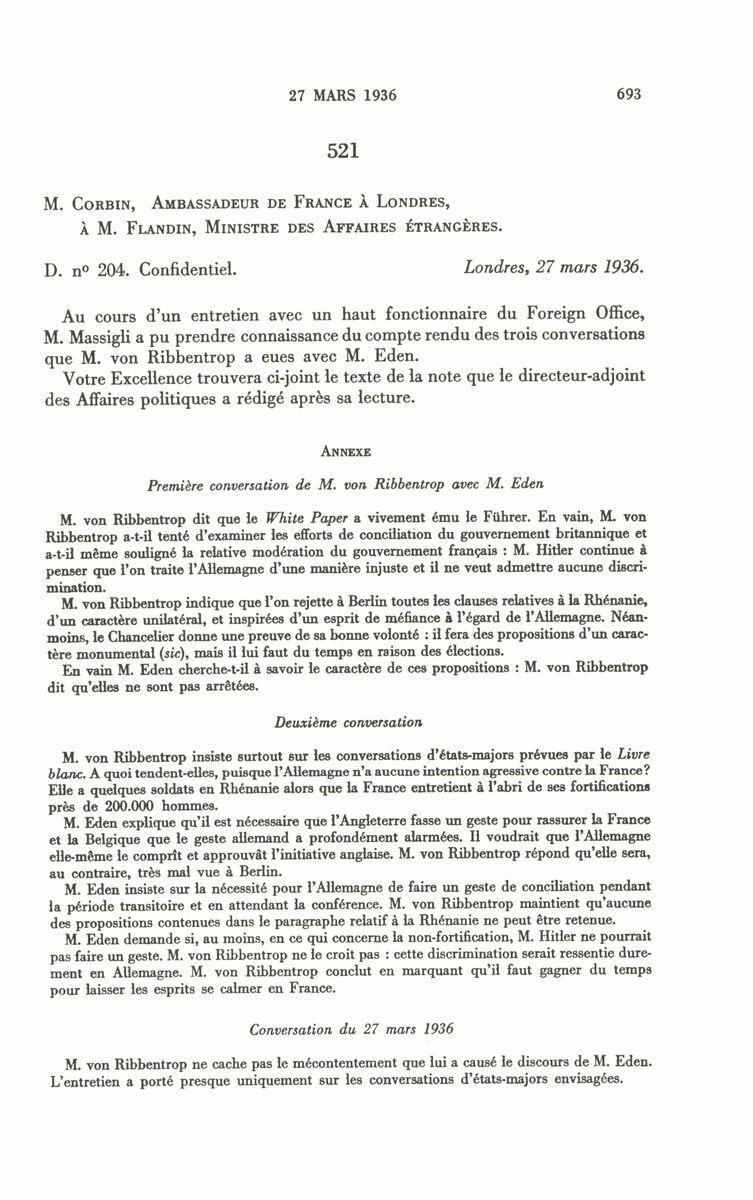 27 MARS 1936 693
521
M. CORBIN, AMBASSADEUR DE FRANCE À LONDRES,
À M. FLANDIN, MINISTRE DES AFFAIRES ÉTRANGÈRES.
D. nº 204. Confidentiel. Londres, 27 mars 1936.
Au cours d'un entretien avec un haut fonctionnaire du Foreign Office,
M. Massigli a pu prendre connaissance du compte rendu des trois conversations
que M. von Ribbentrop a eues avec M. Eden.
Votre Excellence trouvera ci-joint le texte de la note que le directeur-adjoint
des Affaires politiques a rédigé après sa lecture.
ANNEXE
Première conversation de M. von Ribbentrop avec M. Eden
M. von Ribbentrop dit que le White Paper a vivement ému le Führer. En vain, M. von
Ribbentrop a-t-il tenté d'examiner les efforts de conciliation du gouvernement britannique et
a-t-il même souligné la relative modération du gouvernement français : M. Hitler continue à
penser que l'on traite l'Allemagne d'une manière injuste et il ne veut admettre aucune discri-
mination.
M. von Ribbentrop indique que l'on rejette à Berlin toutes les clauses relatives à la Rhénanie,
d'un caractère unilatéral, et inspirées d'un esprit de méfiance à l'égard de l'Allemagne. Néan-
moins, le Chancelier donne une preuve de sa bonne volonté : il fera des propositions d'un carac-
tère monumental (sic), mais il lui faut du temps en raison des élections.
En vain M. Eden cherche-t-il à savoir le caractère de ces propositions : M. von Ribbentrop
dit qu'elles ne sont pas arrêtées.
Deuxième conversation
M. von Ribbentrop insiste surtout sur les conversations d'états-majors prévues par le Livre
blanc. A quoi tendent-elles, puisque l'Allemagne n'a aucune intention agressive contre la France?
Elle a quelques soldats en Rhénanie alors que la France entretient à l'abri de ses fortifications
près de 200.000 hommes.
M. Eden explique qu'il est nécessaire que l'Angleterre fasse un geste pour rassurer la France
et la Belgique que le geste allemand a profondément alarmées. Il voudrait que l'Allemagne
elle-même le comprît et approuvât l'initiative anglaise. M. von Ribbentrop répond qu'elle sera,
au contraire, très mal vue à Berlin.
M. Eden insiste sur la nécessité pour l'Allemagne de faire un geste de conciliation pendant
la période transitoire et en attendant la conférence. M. von Ribbentrop maintient qu'aucune
des propositions contenues dans le paragraphe relatif à la Rhénanie ne peut être retenue.
M. Eden demande si, au moins, en ce qui concerne la non-fortification, M. Hitler ne pourrait
pas faire un geste. M. von Ribbentrop ne le croit pas : cette discrimination serait ressentie dure-
ment en Allemagne. M. von Ribbentrop conclut en marquant qu'il faut gagner du temps
pour laisser les esprits se calmer en France.
Conversation du 27 mars 1936
M. von Ribbentrop ne cache pas le mécontentement que lui a causé le discours de M. Eden.
L'entretien a porté presque uniquement sur les conversations d'états-majors envisagées.